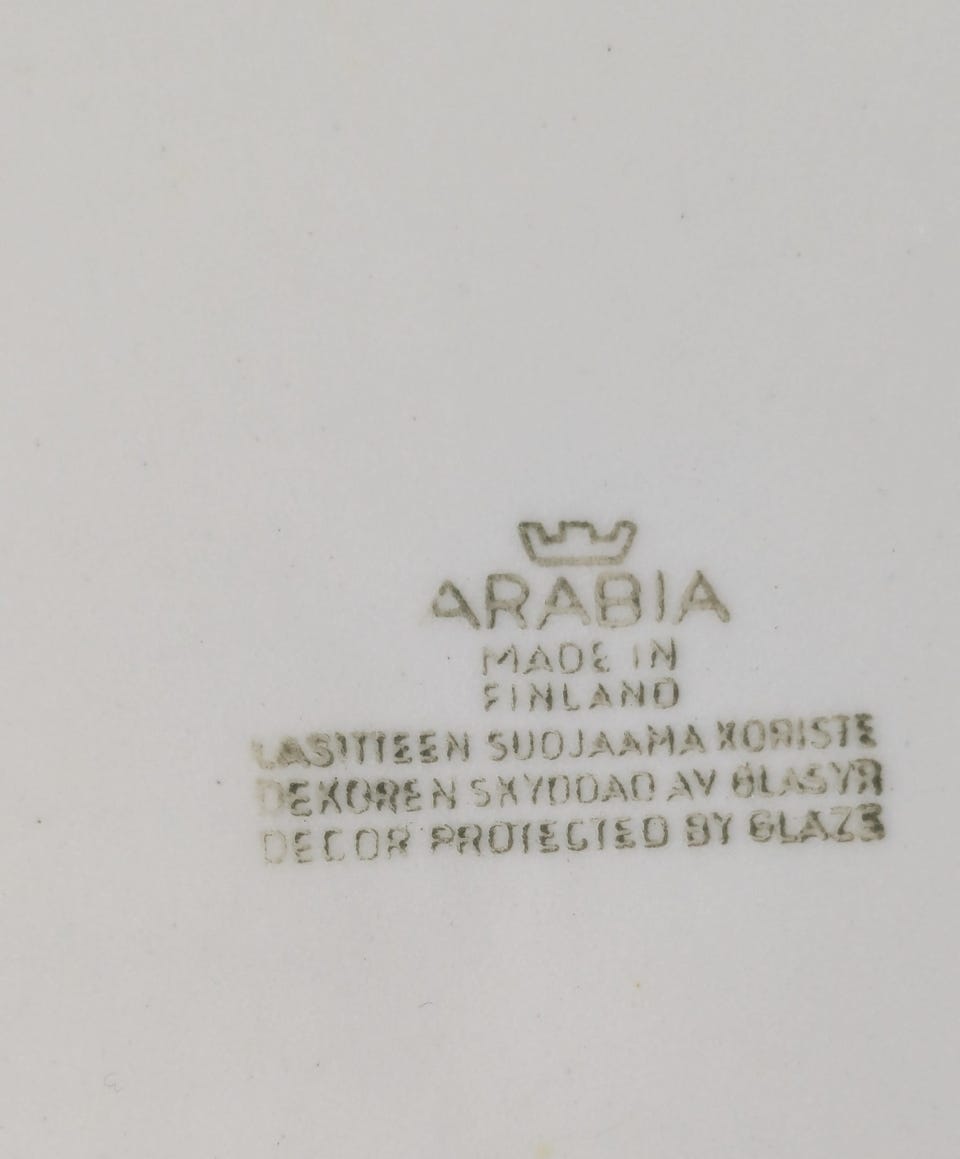 ARABIA
MADE IN
FINLAND
LASITTEEN SUOJAAMA KORISTE
DEKOREN SKYDDAD AV GLASYR
DECOR PROTECTED BY GLAZE